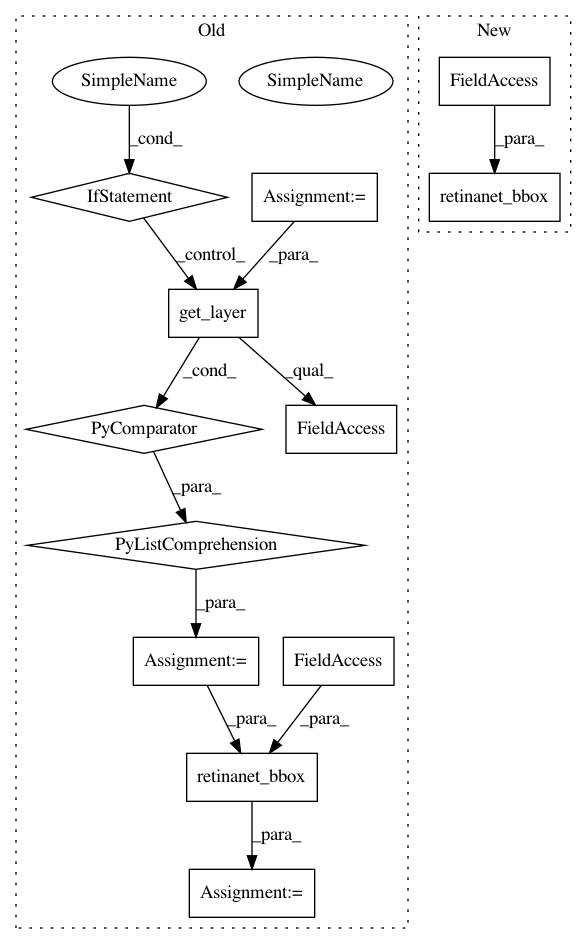 Old
New
SimpleName
SimpleName
FieldAccess
_cond_
_para_
IfStatement
Assignment:=
retinanet_bbox
_control_
_para_
get_layer
_cond_
_qual_
PyComparator
FieldAccess
_para_
PyListComprehension
_para_
Assignment:=
FieldAccess
_para_
_para_
retinanet_bbox
_para_
Assignment:=